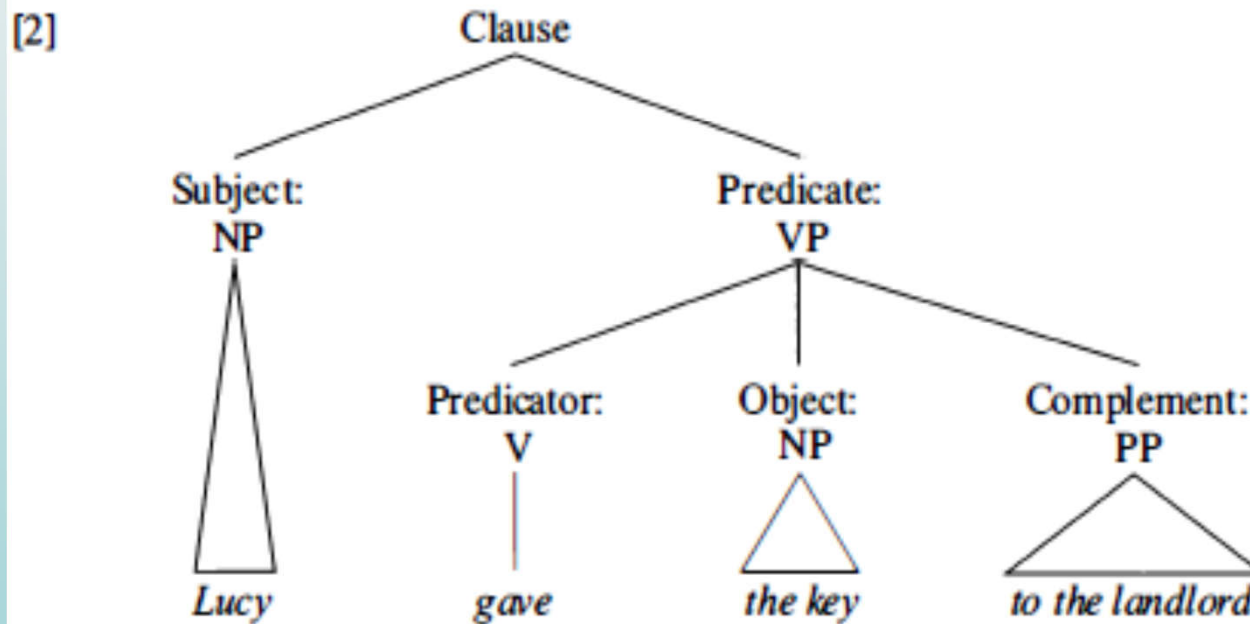 [2]
Clause
Subject: Predicate:
NP VP
Predicator: Object: Complement:
V NP PP
Lucy gave the key to the landlord